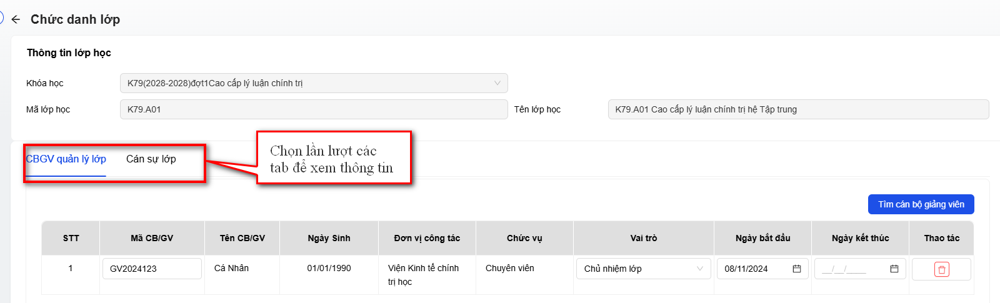 Chức danh lớp
Thông tin lớp học
Khóa học
K79(2028-2028)đợt1Cao cấp lý luận chính trị
Mã lớp học
K79.A01
Tên lớp học
K79.A01 Cao cấp lý luận chính trị hệ Tập trung
CBGV quản lý lớp
Cán sự lớp
Chọn lần lượt các
tab để xem thông tin
Tìm cán bộ giảng viên
STT
Mã CB/GV
Tên CB/GV
Ngày Sinh
Đơn vị công tác
Chức vụ
Vai trò
Ngày bắt đầu
Ngày kết thúc
Thao tác
1
GV2024123
Cá Nhân
01/01/1990
Viện Kinh tế chính
trị học
Chuyên viên
Chủ nhiệm lớp
08/11/2024
__/__/____